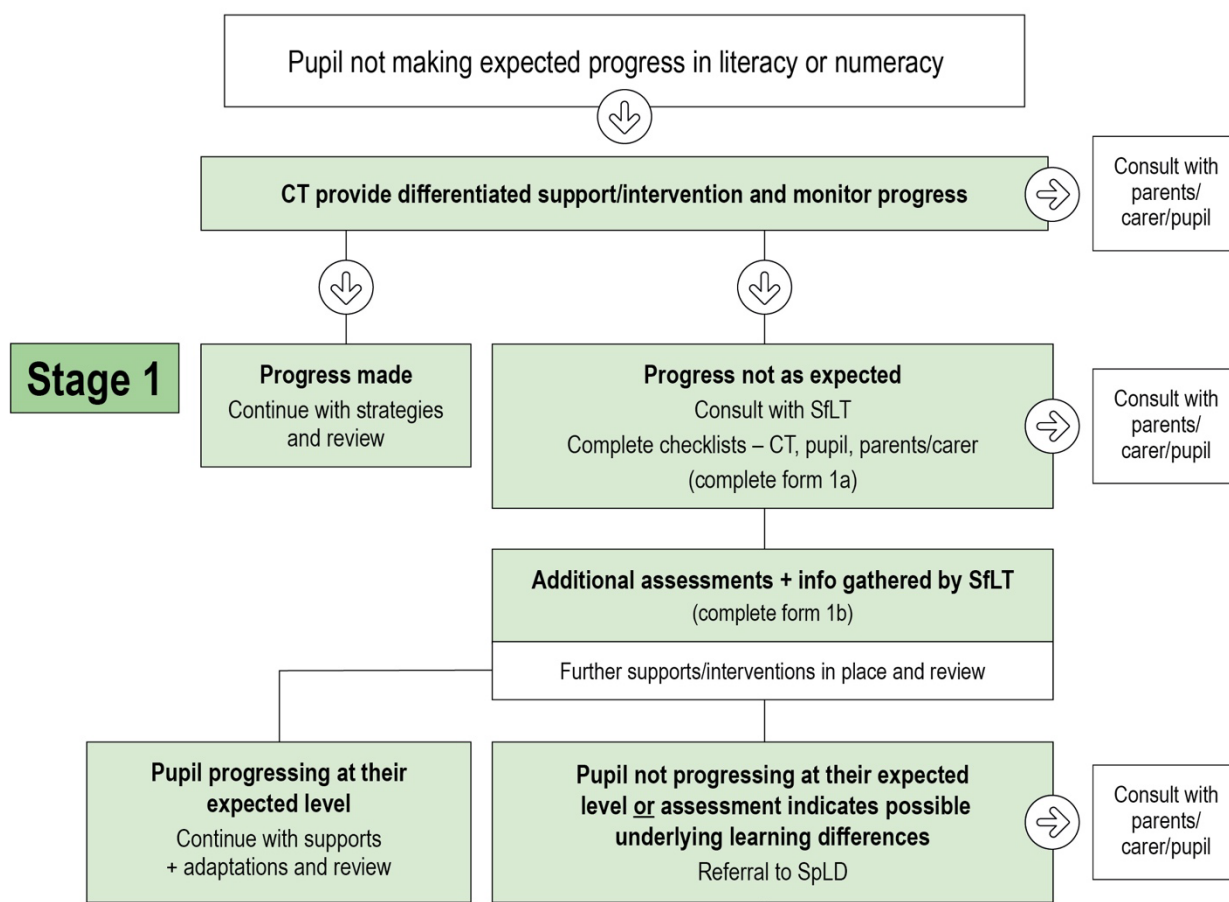 Pupil not making expected progress in literacy or numeracy
CT provide differentiated support/intervention and monitor progress
Consult with
parents/
carer/pupil
Stage 1
Progress made
Continue with strategies
and review
Progress not as expected
Consult with SfLT
Complete checklists – CT, pupil, parents/carer
(complete form 1a)
Consult with
parents/
carer/pupil
Additional assessments + info gathered by SfLT
(complete form 1b)
Further supports/interventions in place and review
Pupil progressing at their
expected level
Continue with supports
+ adaptations and review
Pupil not progressing at their expected
level or assessment indicates possible
underlying learning differences
Referral to SpLD
Consult with
parents/
carer/pupil